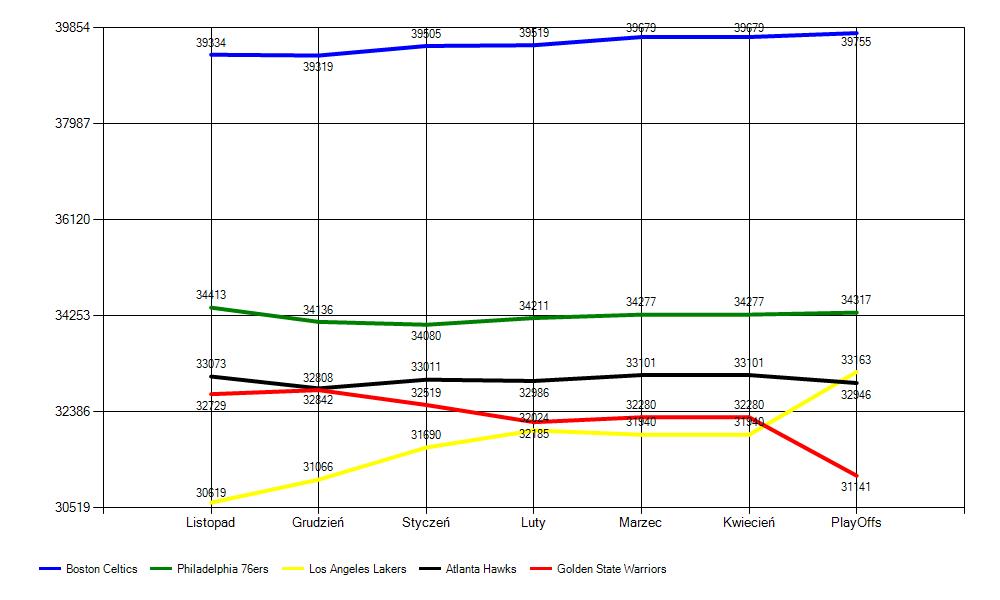 39854
37987
36120
34253
32386
30519
39334 39319 39505 39519 39679 39679 39755
34413 34136 34080 34211 34277 34277 34317
33073 32842 33011 32986 33101 33101 32946
32729 32808 32519 32185 32280 32280 31141
30619 31066 31690 32024 31940 31940 33163
Listopad Grudzień Styczeń Luty Marzec Kwiecień PlayOffs
Boston Celtics Philadelphia 76ers Los Angeles Lakers Atlanta Hawks Golden State Warriors